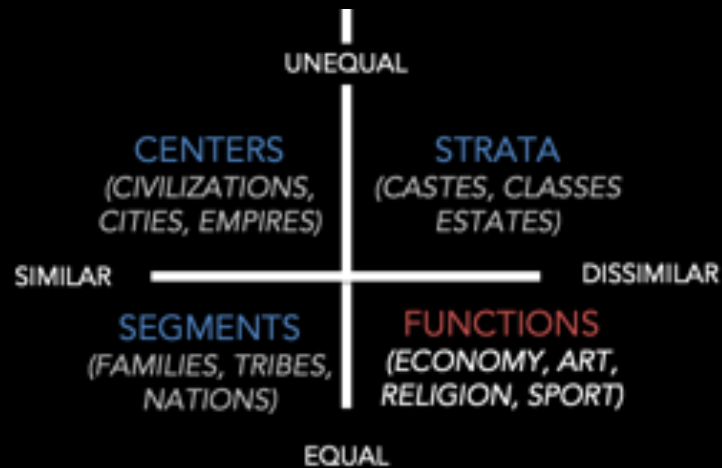 UNEQUAL
CENTERS
(CIVILIZATIONS,
CITIES, EMPIRES)
STRATA
(CASTES, CLASSES
ESTATES)
SIMILAR
DISSIMILAR
SEGMENTS
(FAMILIES, TRIBES,
NATIONS)
FUNCTIONS
(ECONOMY, ART,
RELIGION, SPORT)
EQUAL